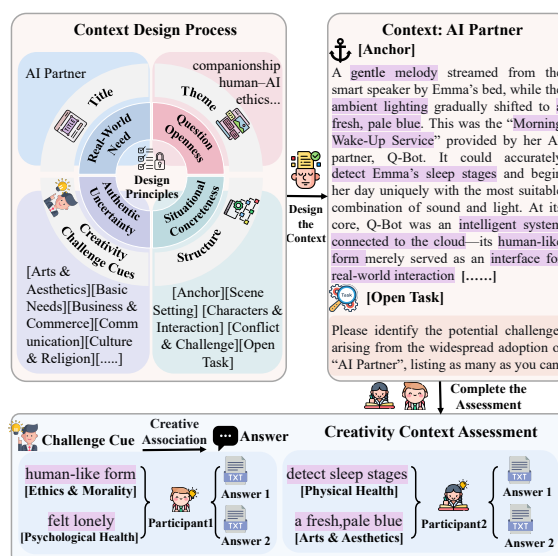 Context Design Process
AI Partner
companionship
human–AI
ethics...
Title
Theme
Real-World
Need
Question
Openness
Design
Principles
Authentic
Uncertainty
Situational
Concreteness
Creativity
Challenge Cues
Structure
[Arts &
Aesthetics][Basic
Needs][Business &
Commerce][Comm
unication][Culture
& Religion][.....]
[Anchor][Scene
Setting] [Characters &
Interaction] [Conflict
& Challenge][Open
Task]
Design
the
Context
Context: AI Partner
[Anchor]
A gentle melody streamed from the
smart speaker by Emma's bed, while the
ambient lighting gradually shifted to a
fresh, pale blue. This was the "Morning
Wake-Up Service" provided by her A
partner, Q-Bot. It could accurately
detect Emma's sleep stages and begin
her day uniquely with the most suitable
combination of sound and light. At its
core, Q-Bot was an intelligent system
connected to the cloud—its human-like
form merely served as an interface for
real-world interaction [......]
Task
[Open Task]
Please identify the potential challenge
arising from the widespread adoption o
"AI Partner", listing as many as you can
Complete the
Assessment
Challenge Cue
Creative
Association
Answer
Creativity Context Assessment
human-like form
[Ethics & Morality]
felt lonely
[Psychological Health]
Participant1
TXT
Answer 1
TXT
Answer 2
detect sleep stages
[Physical Health]
a fresh,pale blue
[Arts & Aesthetics]
Participant2
TXT
Answer 1
TXT
Answer 2